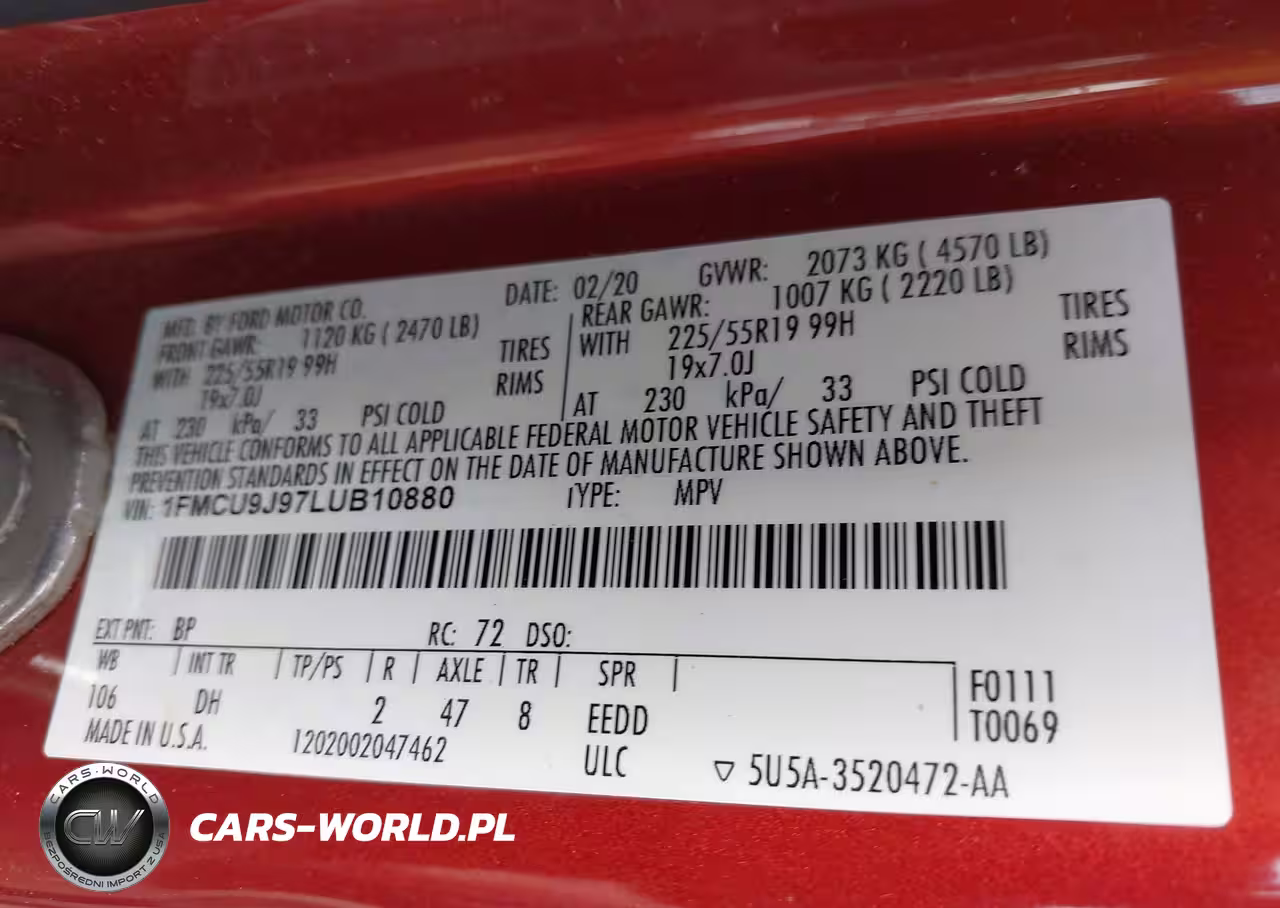 MFD. BY FORD MOTOR CO. DATE: 02/20 GVWR: 2073 KG ( 4570 LB)
FRONT GAWR: 1120 KG ( 2470 LB) REAR GAWR: 1007 KG ( 2220 LB)
WITH 225/55R19 99H TIRES WITH 225/55R19 99H TIRES
19x7.0J RIMS 19x7.0J RIMS
AT 230 kPa/ 33 PSI COLD AT 230 kPa/ 33 PSI COLD
THIS VEHICLE CONFORMS TO ALL APPLICABLE FEDERAL MOTOR VEHICLE SAFETY AND THEFT
PREVENTION STANDARDS IN EFFECT ON THE DATE OF MANUFACTURE SHOWN ABOVE.
VIN: 1FMCU9J97LUB10880 TYPE: MPV
EXT PNT: BP RC: 72 DSO:
WB INT TR TP/PS R AXLE TR SPR F0111
106 DH 2 47 8 EEDD T0069
MADE IN U.S.A. 1202002047462 ULC ▽ 5U5A-3520472-AA
CARS-WORLD
CW
BEZPOŚREDNI IMPORT Z USA
CARS-WORLD.PL